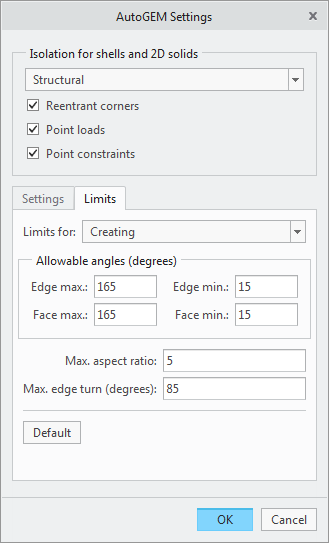 AutoGEM Settings
Isolation for shells and 2D solids
Structural
Reentrant corners
Point loads
Point constraints
Settings Limits
Limits for: Creating
Allowable angles (degrees)
Edge max.: 165 Edge min.: 15
Face max.: 165 Face min.: 15
Max. aspect ratio: 5
Max. edge turn (degrees): 85
Default
OK Cancel